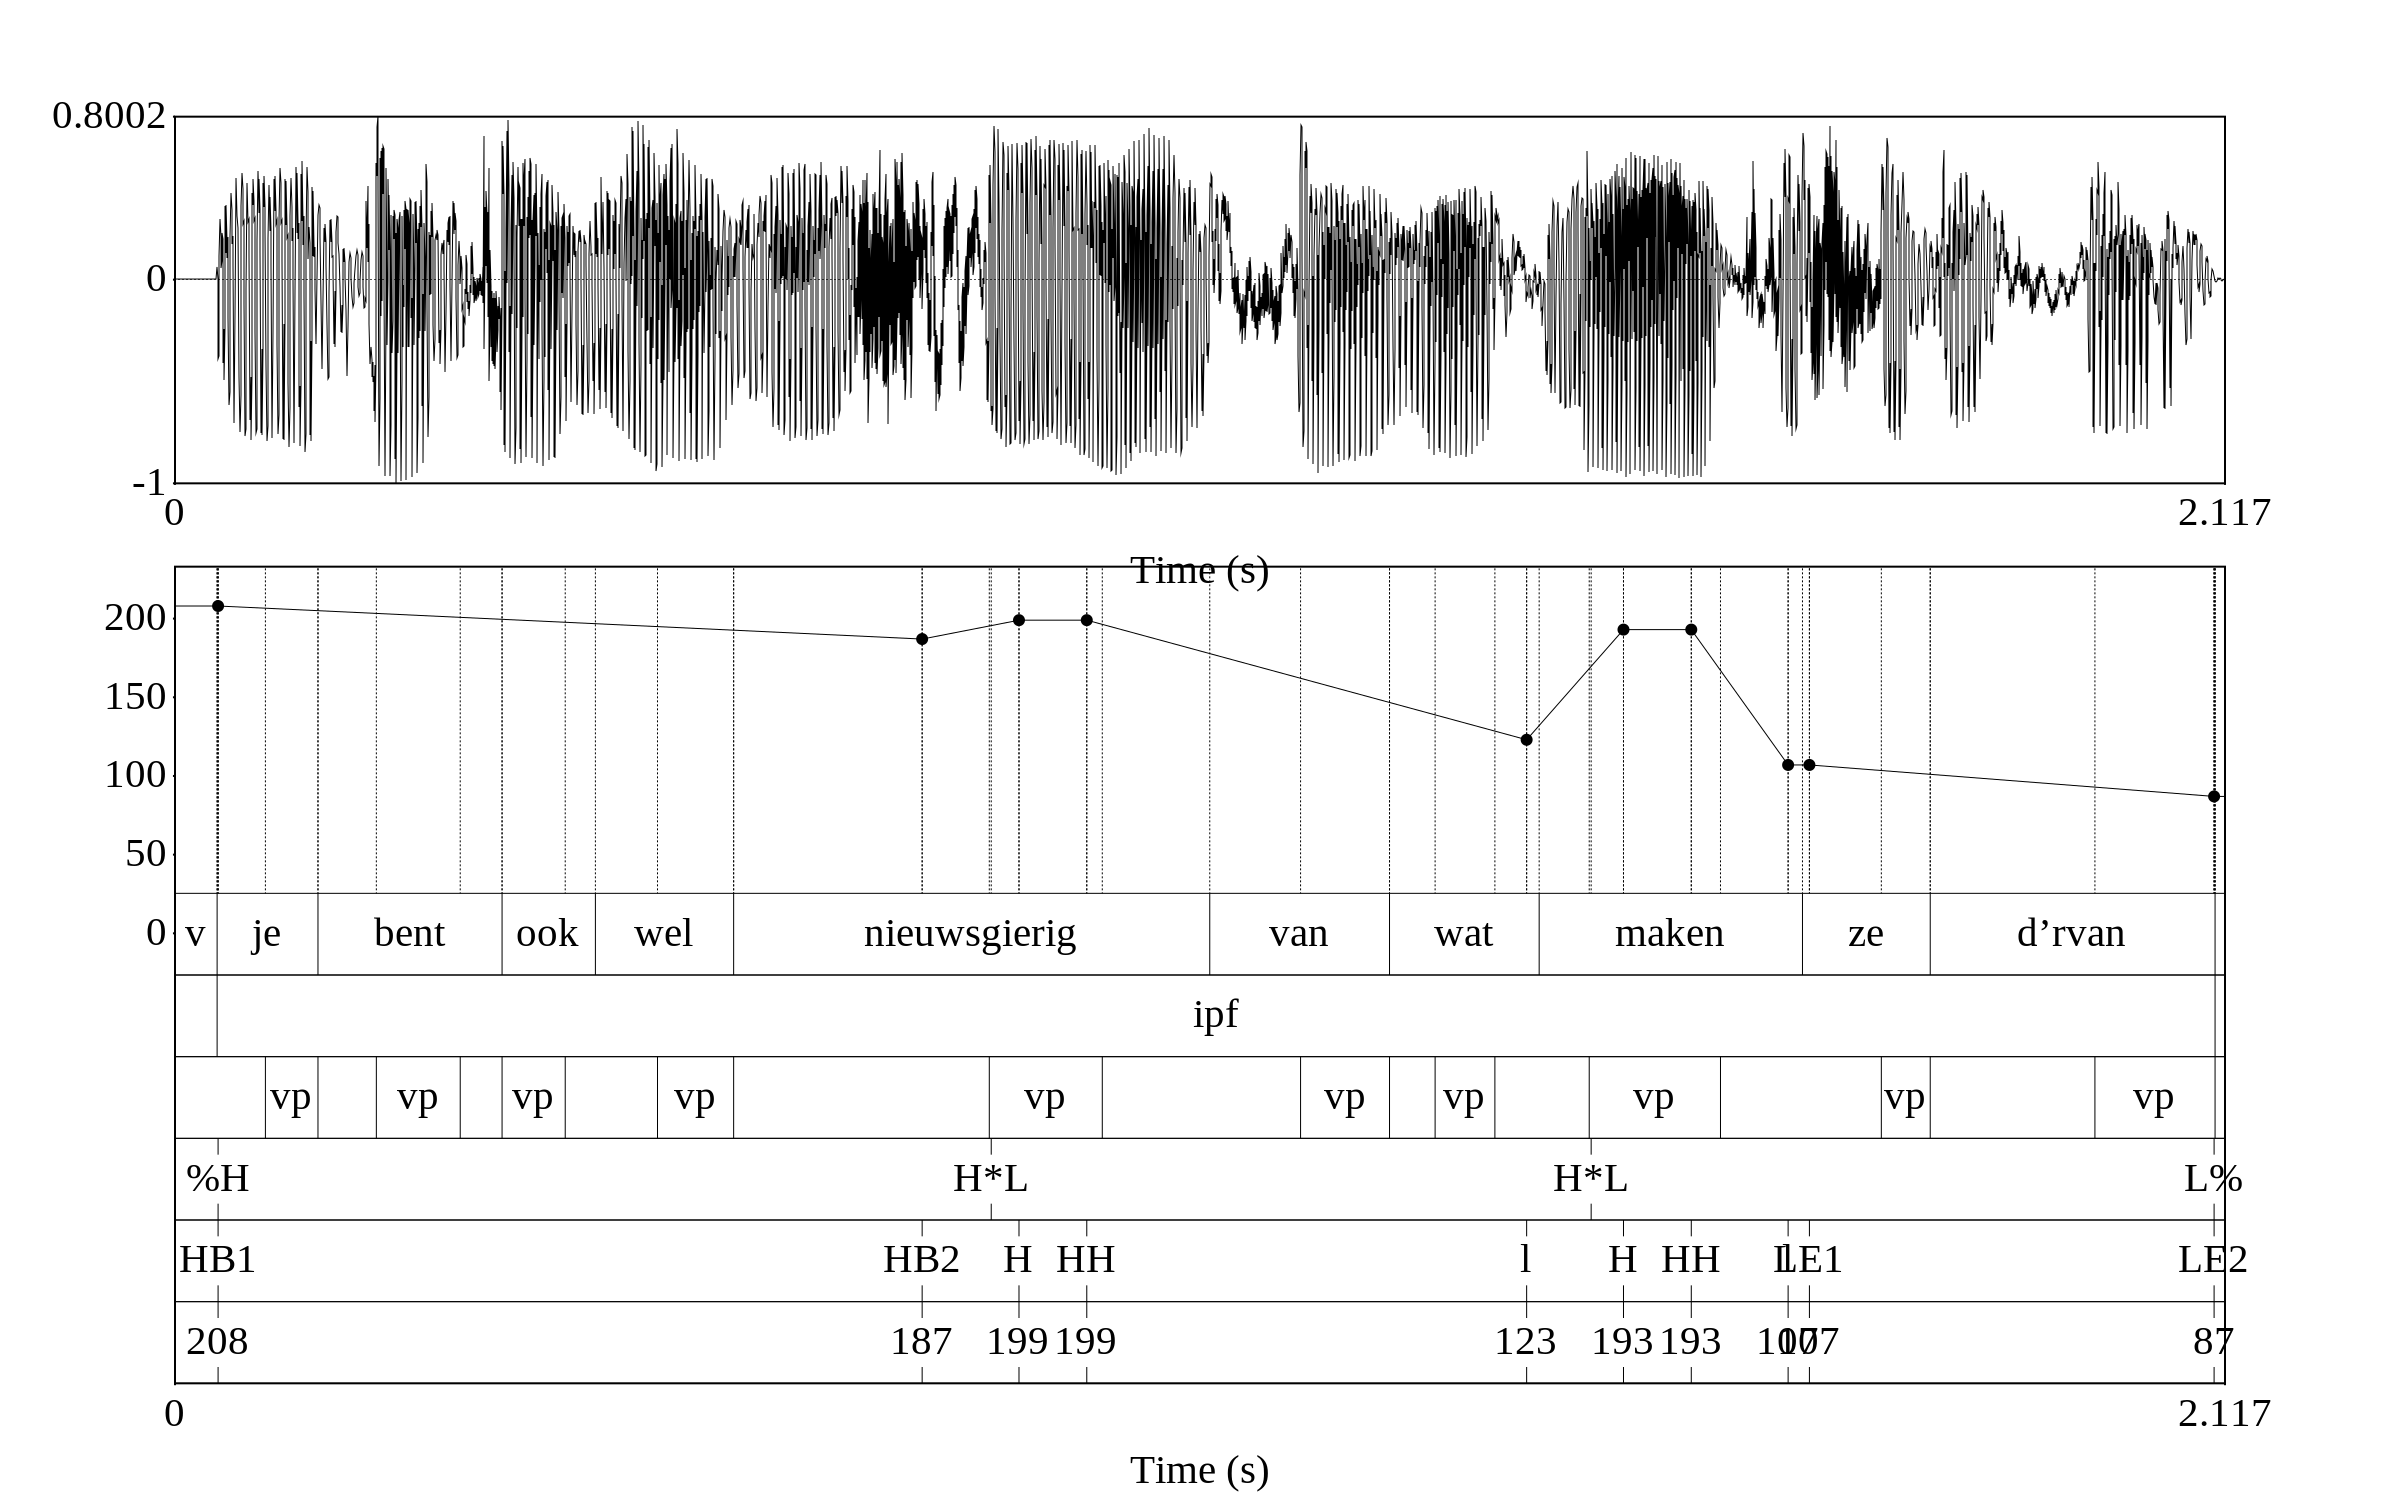 0.8002
0
-1
0 2.117
Time (s)
200
150
100
50
0
v je bent ook wel nieuwsgierig van wat maken ze d’rvan
ipf
vp vp vp vp vp vp vp vp vp vp
%H H*L H*L L%
HB1 HB2 H HH l H HH l LE1 LE2
208 187 199 199 123 193 193 107 107 87
0 2.117
Time (s)